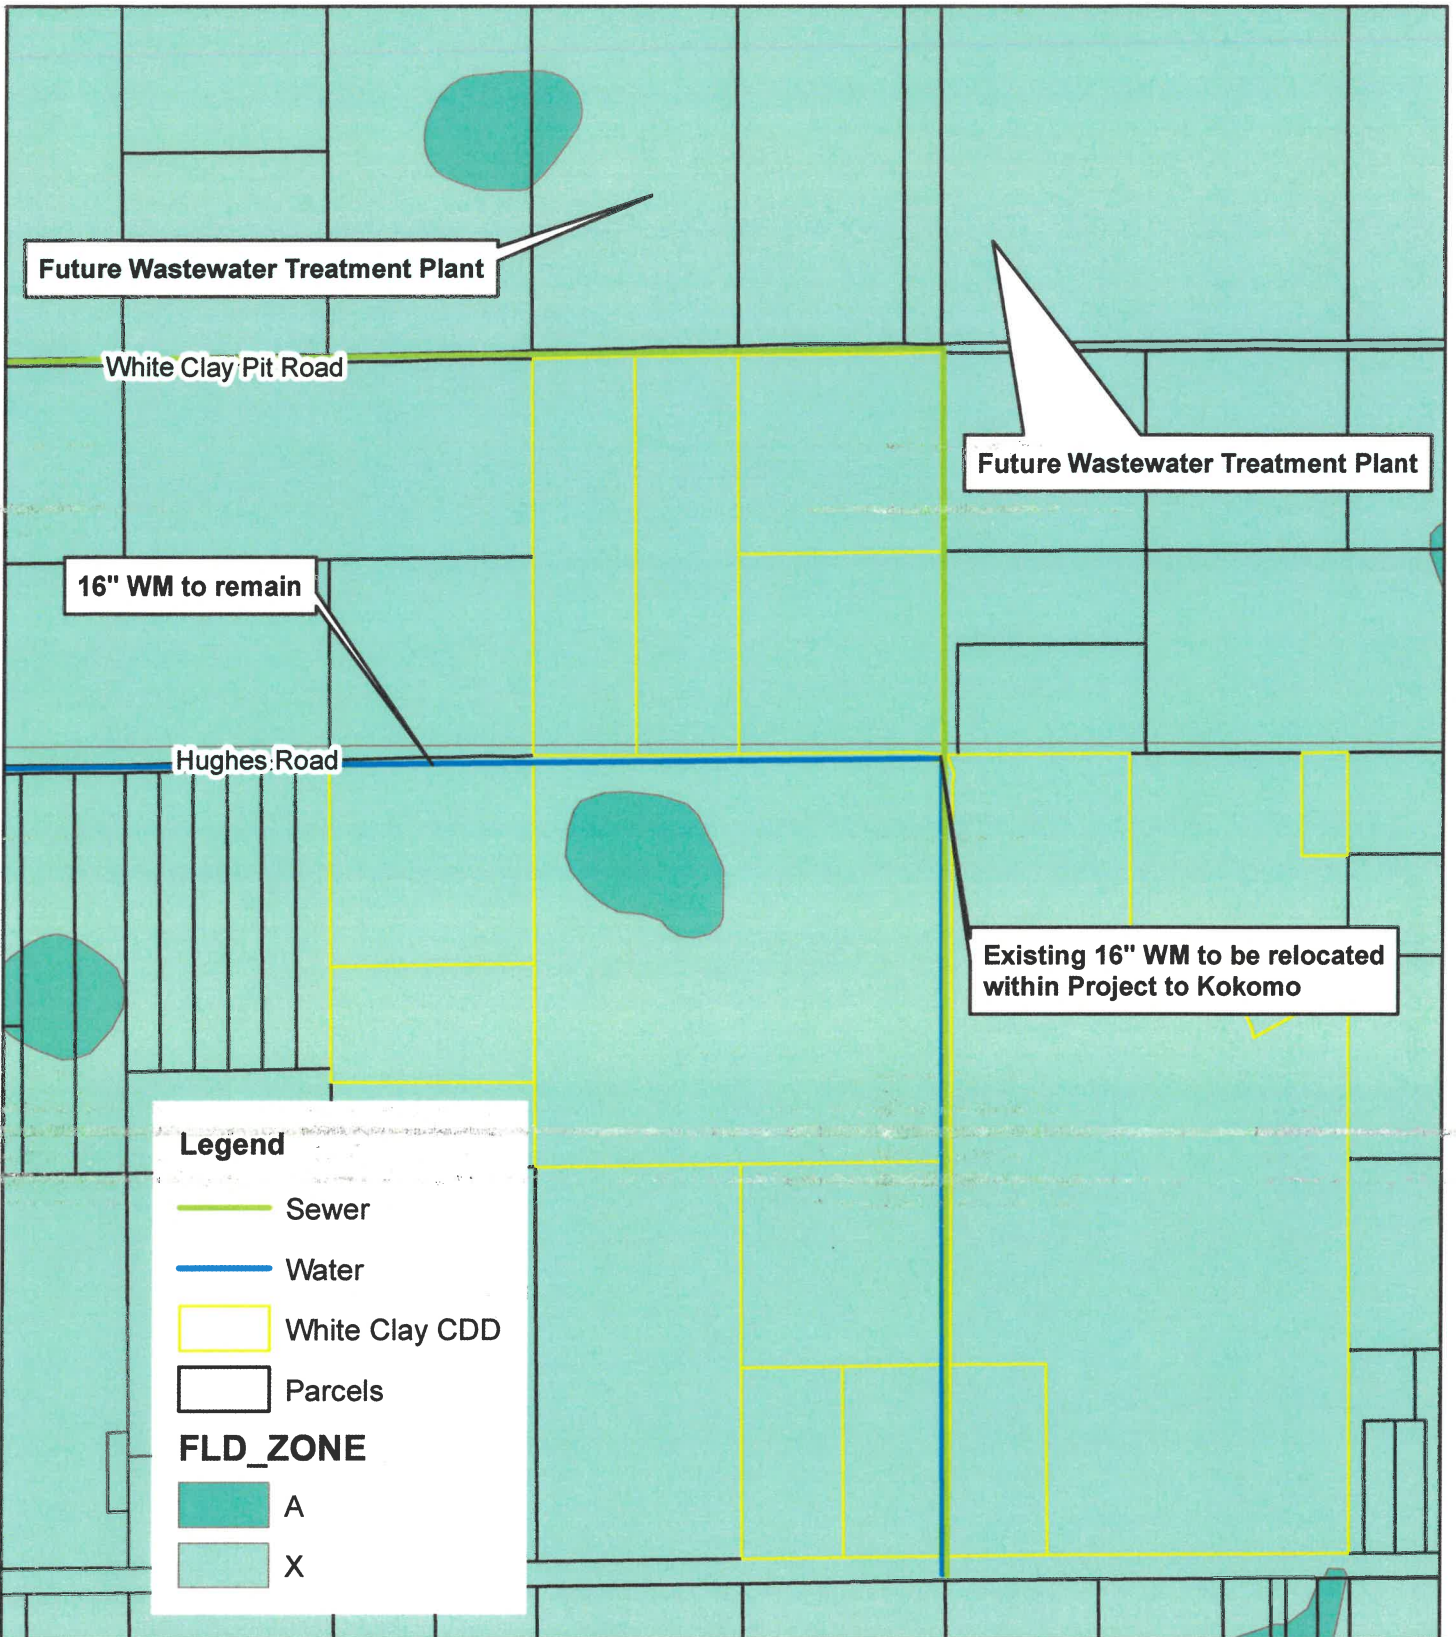 Future Wastewater Treatment Plant
White Clay Pit Road
Future Wastewater Treatment Plant
16" WM to remain
Hughes Road
Existing 16" WM to be relocated
within Project to Kokomo
Legend
Sewer
Water
White Clay CDD
Parcels
FLD_ZONE
A
X